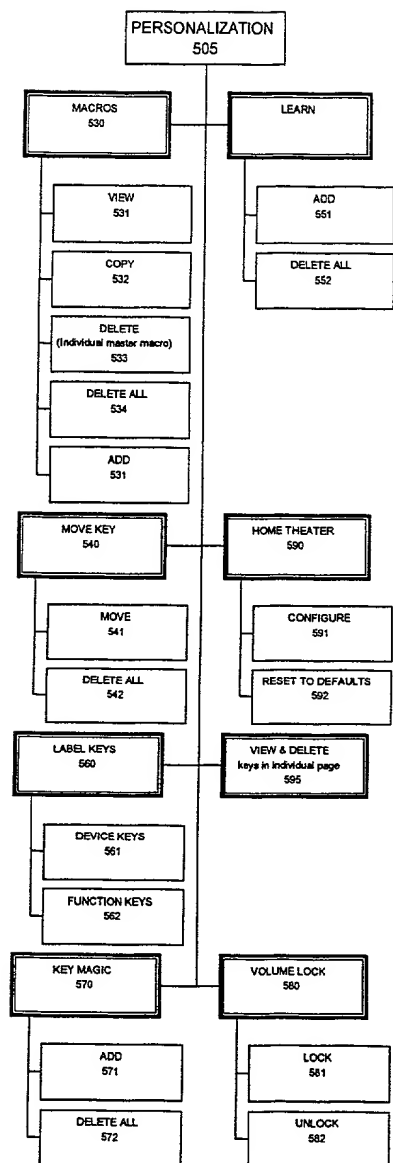 PERSONALIZATION
505
MACROS
530
LEARN
VIEW
531
COPY
532
DELETE
(Individual master macro)
533
DELETE ALL
534
ADD
531
ADD
551
DELETE ALL
552
MOVE KEY
540
HOME THEATER
590
MOVE
541
DELETE ALL
542
CONFIGURE
591
RESET TO DEFAULTS
592
LABEL KEYS
560
VIEW & DELETE
keys in individual page
595
DEVICE KEYS
561
FUNCTION KEYS
562
KEY MAGIC
570
VOLUME LOCK
580
ADD
571
DELETE ALL
572
LOCK
581
UNLOCK
582